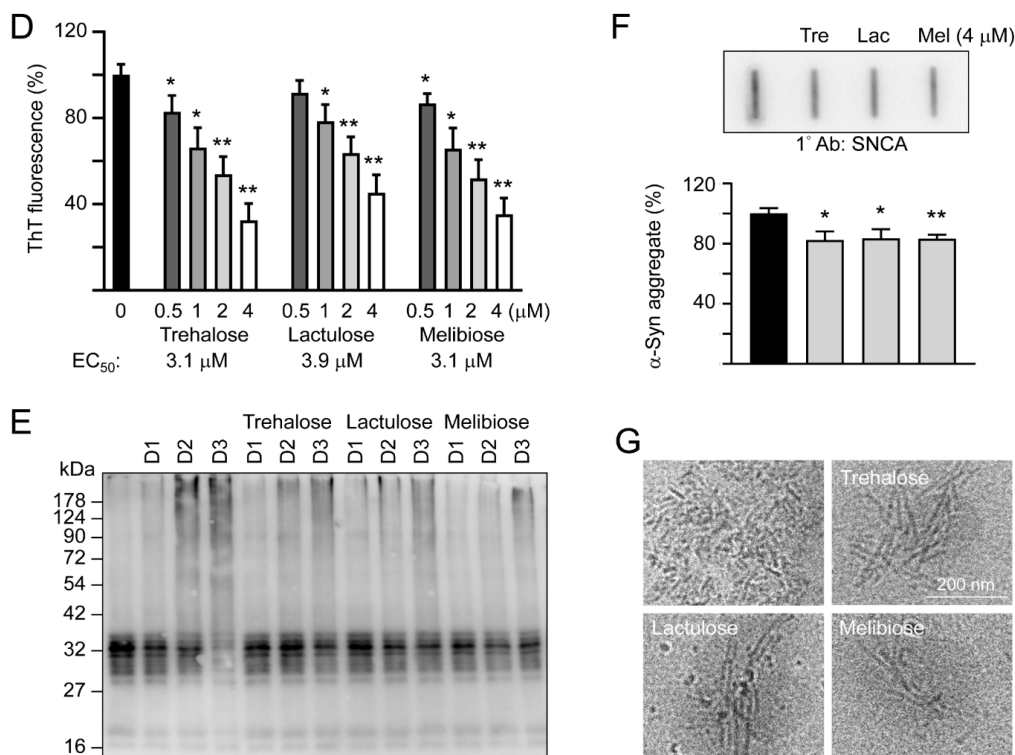 D
120
80
40
ThT fluorescence (%)
* * ** **
* ** **
* * ** **
0 0.5 1 2 4 0.5 1 2 4 0.5 1 2 4 (μM)
Trehalose Lactulose Melibiose
EC50: 3.1 μM 3.9 μM 3.1 μM
F
Tre Lac Mel (4 μM)
1° Ab: SNCA
120
80
40
α-Syn aggregate (%)
* * **
E
Trehalose Lactulose Melibiose
D1 D2 D3 D1 D2 D3 D1 D2 D3 D1 D2 D3
kDa
178
124
90
72
54
42
32
27
16
G
Trehalose
200 nm
Lactulose
Melibiose